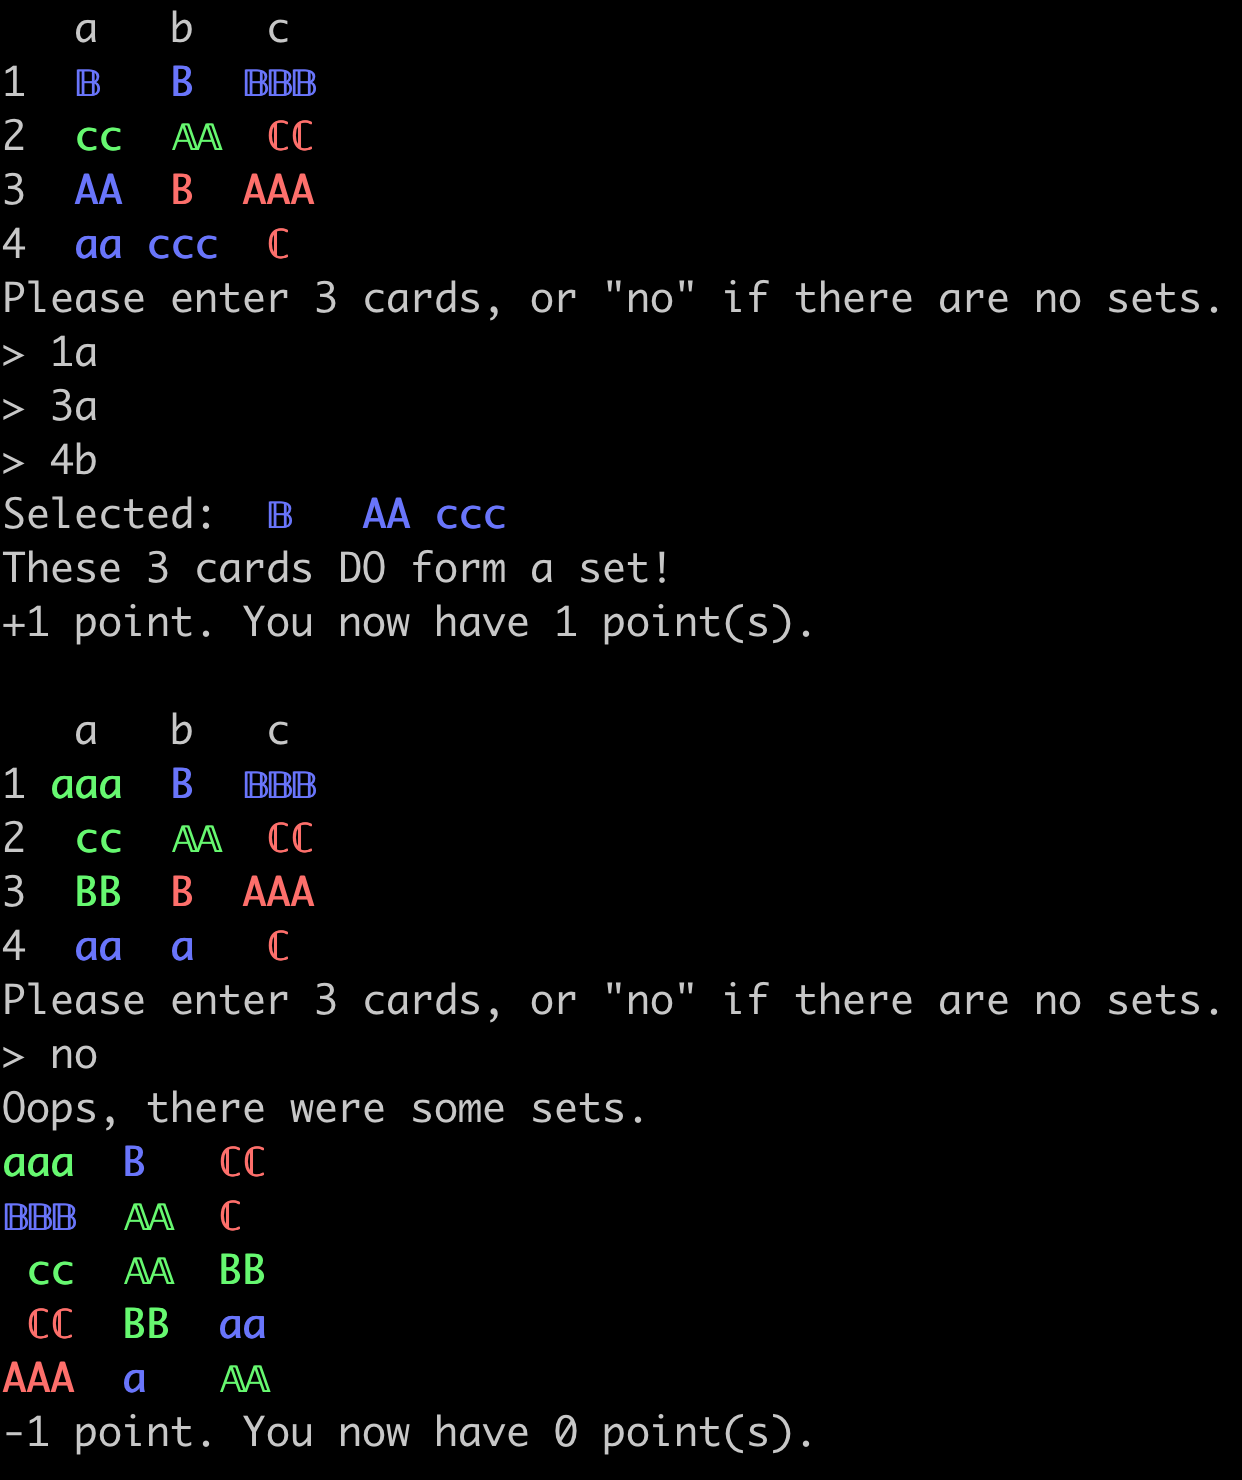 a b c
1 𝔹 B 𝔹𝔹𝔹
2 cc 𝔸𝔸 ℂℂ
3 AA B AAA
4 aa ccc ℂ
Please enter 3 cards, or "no" if there are no sets.
> 1a
> 3a
> 4b
Selected: 𝔹 AA ccc
These 3 cards DO form a set!
+1 point. You now have 1 point(s).
a b c
1 aaa B 𝔹𝔹𝔹
2 cc 𝔸𝔸 ℂℂ
3 BB B AAA
4 aa a ℂ
Please enter 3 cards, or "no" if there are no sets.
> no
Oops, there were some sets.
aaa B ℂℂ
𝔹𝔹𝔹 𝔸𝔸 ℂ
cc 𝔸𝔸 BB
ℂℂ BB aa
AAA a 𝔸𝔸
-1 point. You now have 0 point(s).